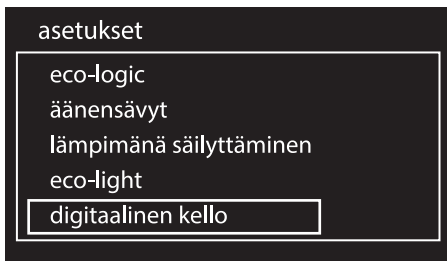 asetukset
eco-logic
äänensävyt
lämpimänä säilyttäminen
eco-light
digitaalinen kello